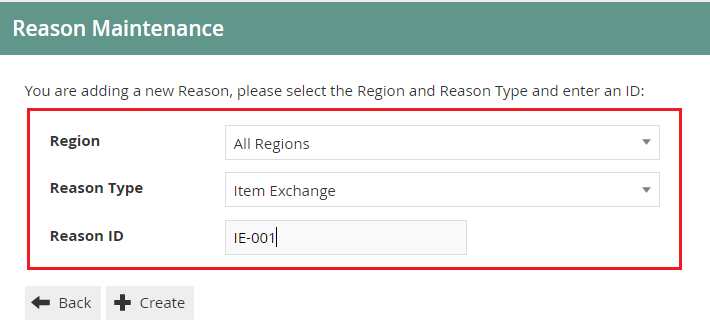 Reason Maintenance
You are adding a new Reason, please select the Region and Reason Type and enter an ID:
Region All Regions
Reason Type Item Exchange
Reason ID IE-001
Back Create